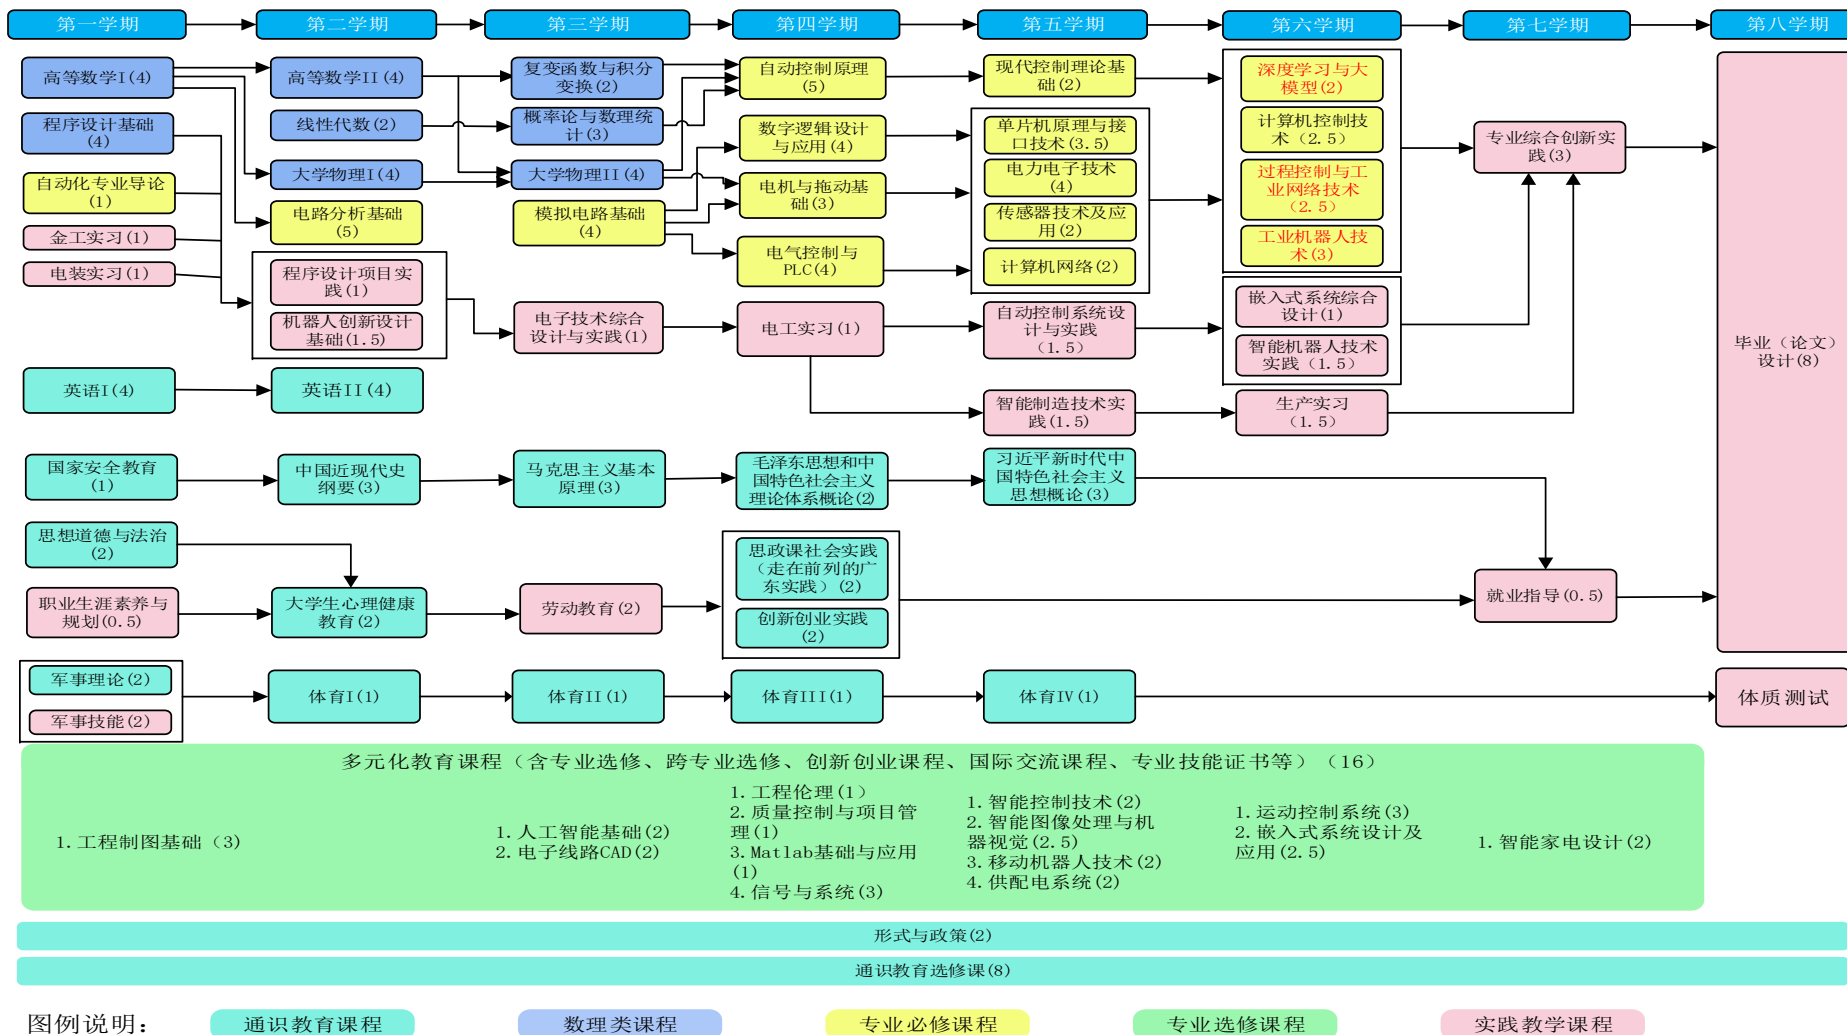 第一学期
第二学期
第三学期
第四学期
第五学期
第六学期
第七学期
第八学期
高等数学I(4)
程序设计基础
(4)
自动化专业导论
(1)
金工实习(1)
电装实习(1)
高等数学II(4)
线性代数(2)
大学物理I(4)
电路分析基础
(5)
程序设计项目实
践(1)
机器人创新设计
基础(1.5)
复变函数与积分
变换(2)
概率论与数理统
计(3)
大学物理II(4)
模拟电路基础
(4)
电子技术综合
设计与实践(1)
自动控制原理
(5)
数字逻辑设计
与应用(4)
电机与拖动基
础(3)
电气控制与
PLC(4)
电工实习(1)
现代控制理论基
础(2)
单片机原理与接
口技术(3.5)
电力电子技术
(4)
传感器技术及应
用(2)
计算机网络(2)
自动控制系统设
计与实践
（1.5）
智能制造技术实
践(1.5)
深度学习与大
模型(2)
计算机控制技
术（2.5）
过程控制与工
业网络技术
（2.5）
工业机器人技
术(3)
嵌入式系统综合
设计(1)
智能机器人技术
实践（1.5）
生产实习
（1.5）
专业综合创新实
践(3)
毕业（论文）
设计(8)
英语I(4)
英语II(4)
国家安全教育
(1)
中国近现代史
纲要(3)
马克思主义基本
原理(3)
毛泽东思想和中
国特色社会主义
理论体系概论(2)
习近平新时代中
国特色社会主义
思想概论(3)
思想道德与法治
(2)
职业生涯素养与
规划(0.5)
大学生心理健康
教育(2)
劳动教育(2)
思政课社会实践
（走在前列的广
东实践）(2)
创新创业实践
(2)
就业指导(0.5)
军事理论(2)
军事技能(2)
体育I(1)
体育II(1)
体育III(1)
体育IV(1)
体质测试
多元化教育课程（含专业选修、跨专业选修、创新创业课程、国际交流课程、专业技能证书等）（16）
1.工程制图基础（3）
1.人工智能基础(2)
2.电子线路CAD(2)
1.工程伦理(1）
2.质量控制与项目管
理(1)
3.Matlab基础与应用
(1)
4.信号与系统(3)
1.智能控制技术(2)
2.智能图像处理与机
器视觉(2.5)
3.移动机器人技术(2)
4.供配电系统(2)
1.运动控制系统(3)
2.嵌入式系统设计及
应用(2.5)
1.智能家电设计(2)
形式与政策(2)
通识教育选修课(8)
图例说明：
通识教育课程
数理类课程
专业必修课程
专业选修课程
实践教学课程